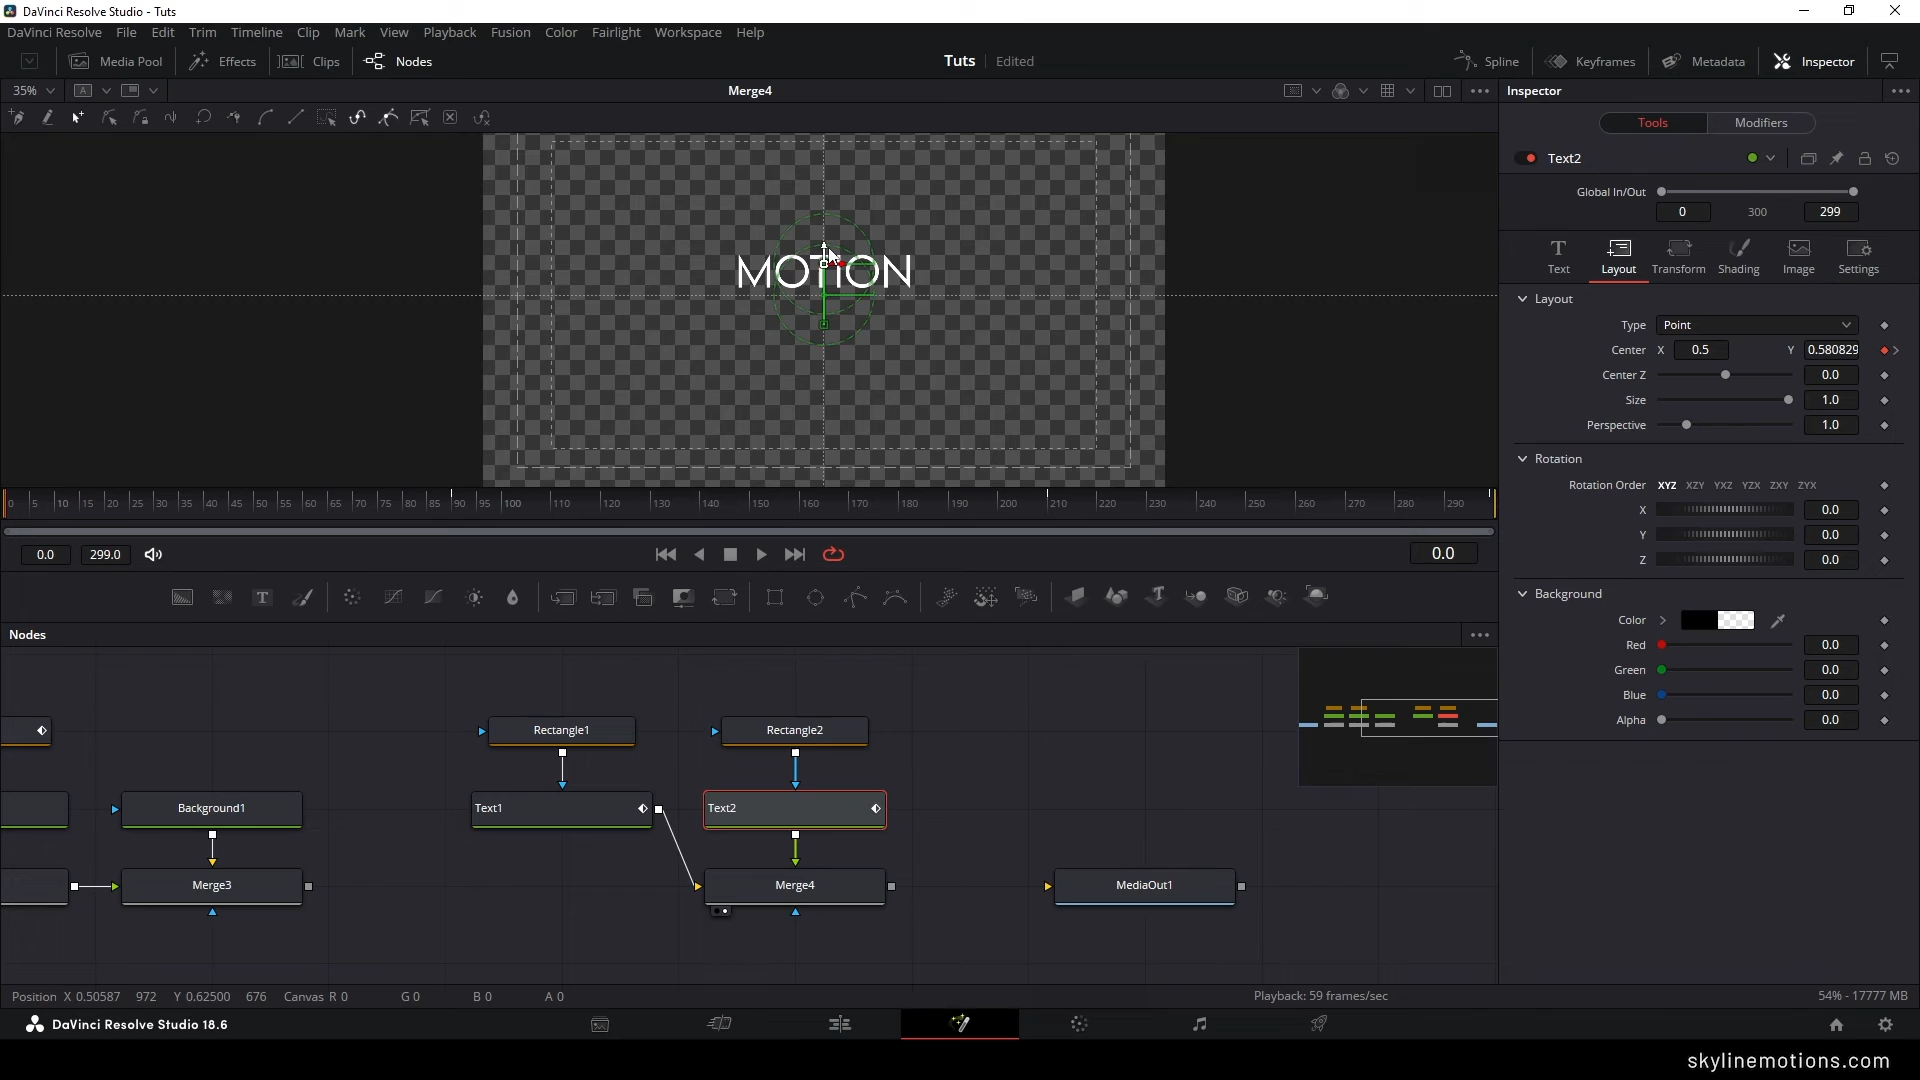 DaVinci Resolve Studio - Tuts
DaVinci Resolve File Edit Trim Timeline Clip Mark View Playback Fusion Color Fairlight Workspace Help
Media Pool Effects Clips Nodes Tuts Edited Spline Keyframes Metadata Inspector
35% A Merge4 Inspector
Tools Modifiers
Text2
Global In/Out
0 300 299
Text Layout Transform Shading Image Settings
MOTION
Layout
Type Point
Center X 0.5 Y 0.580829
Center Z 0.0
Size 1.0
Perspective 1.0
Rotation
Rotation Order XYZ XZY YXZ YZX ZXY ZYX
X 0.0
Y 0.0
Z 0.0
Background
Color
Red 0.0
Green 0.0
Blue 0.0
Alpha 0.0
0 5 10 15 20 25 30 35 40 45 50 55 60 65 70 75 80 85 90 95 100 110 120 130 140 150 160 170 180 190 200 210 220 230 240 250 260 270 280 290
0.0 299.0 0.0
T T
Nodes
Rectangle1 Rectangle2
Background1 Text1 Text2
Merge3 Merge4 MediaOut1
Position X 0.50587 972 Y 0.62500 676 Canvas R 0 G 0 B 0 A 0 Playback: 59 frames/sec 54% - 17777 MB
DaVinci Resolve Studio 18.6
skylinemotions.com